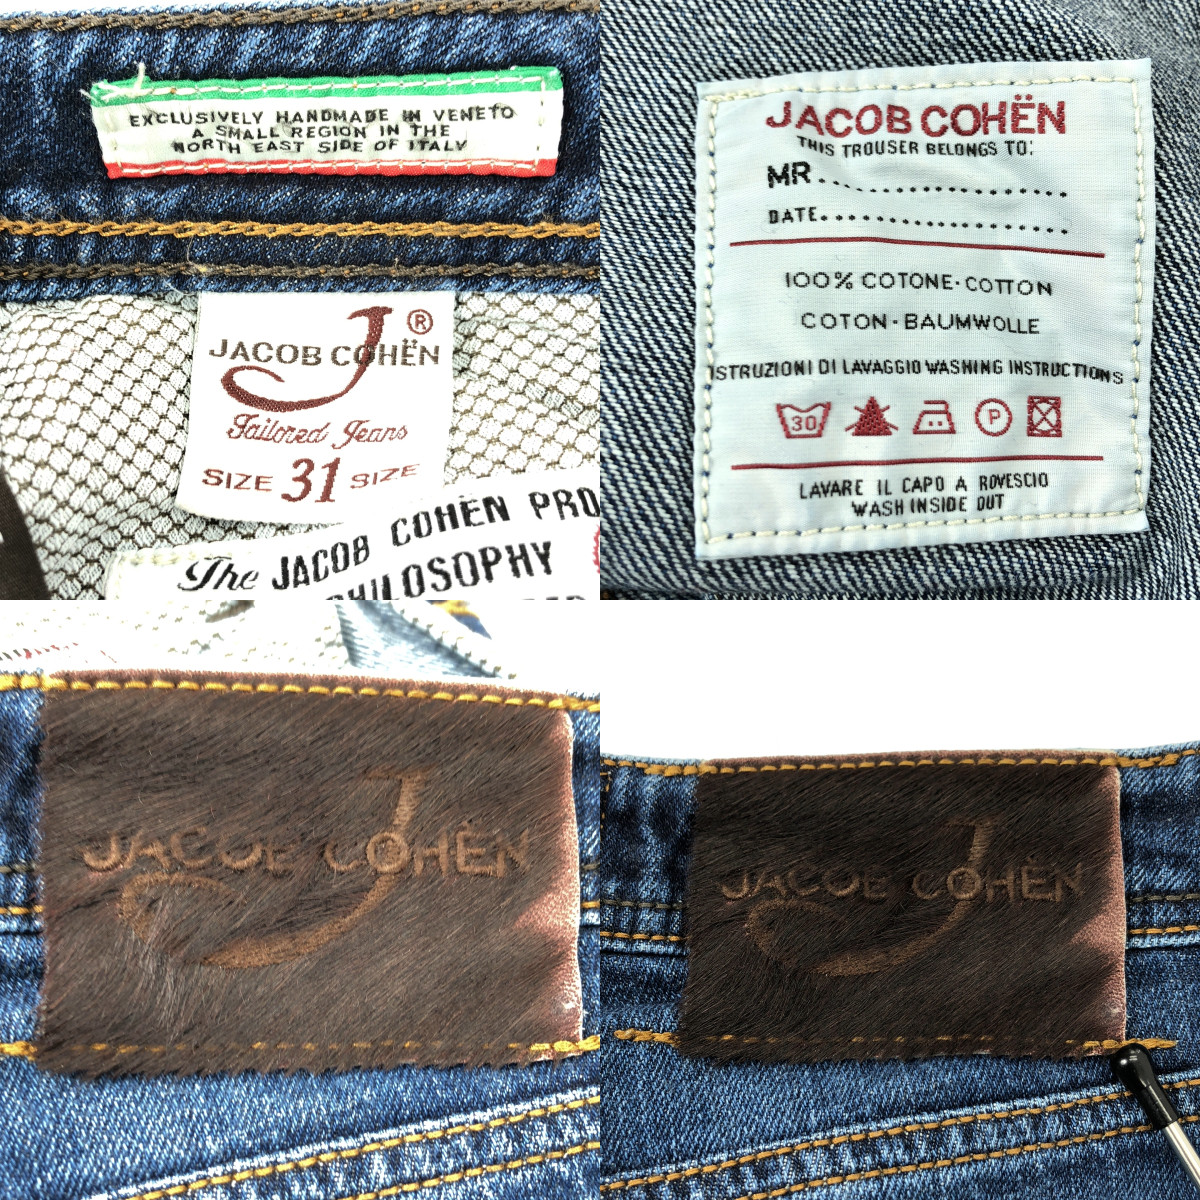 EXCLUSIVELY HANDMADE IN VENETO
A SMALL REGION IN THE
NORTH EAST SIDE OF ITALY
J ®
JACOB COHËN
Tailored Jeans
SIZE 31 SIZE
The JACOB COHËN PRO
PHILOSOPHY
JACOB COHËN
THIS TROUSER BELONGS TO:
MR..............................
DATE..............................
100% COTONE-COTTON
COTON-BAUMWOLLE
ISTRUZIONI DI LAVAGGIO WASHING INSTRUCTIONS
30 P
LAVARE IL CAPO A ROVESCIO
WASH INSIDE OUT
J
JACOB COHËN
J
JACOB COHËN